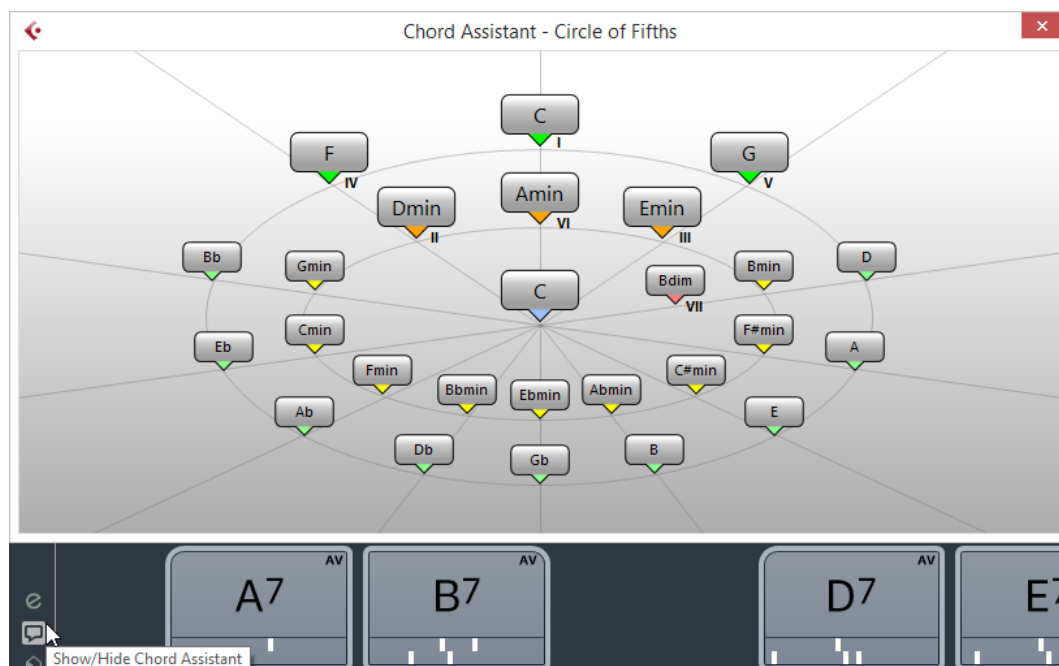 Chord Assistant - Circle of Fifths
C
I
F
IV
G
V
Amin
VI
Dmin
II
Emin
III
Bb
Gmin
Bmin
D
Bdim
VII
C
Cmin
F#min
Eb
A
Fmin
C#min
Bbmin
Ebmin
Abmin
Ab
E
Db
Gb
B
AV
AV
AV
AV
A7
B7
D7
E7
e
Show/Hide Chord Assistant